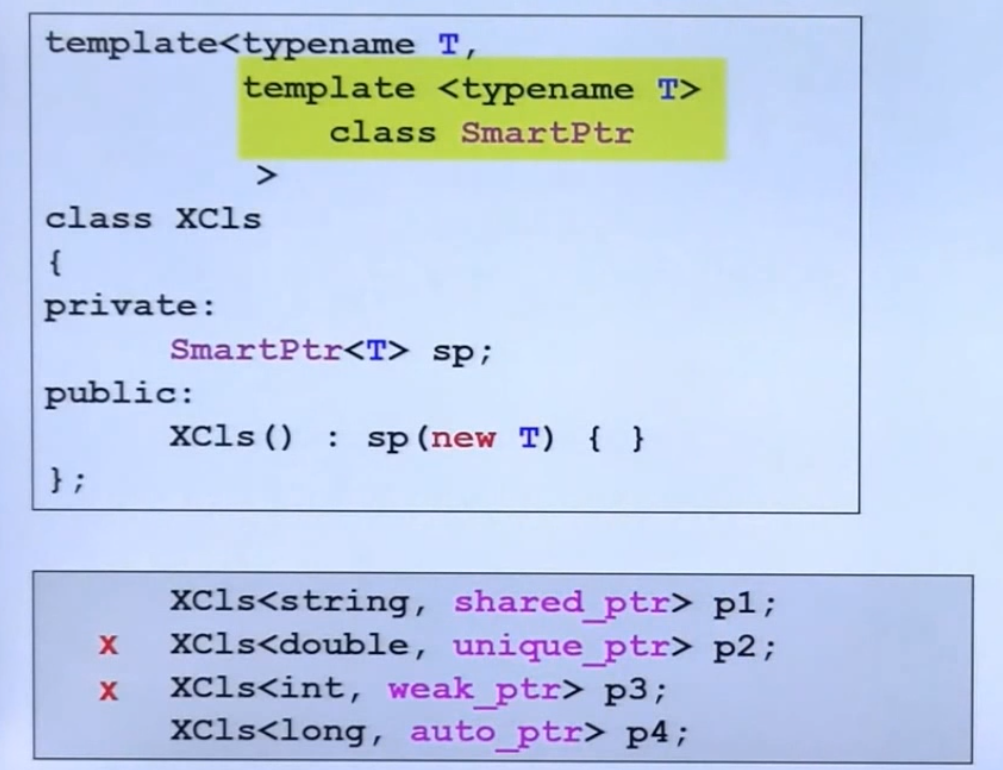 template<typename T,
template <typename T>
class SmartPtr
>
class XCls
{
private:
SmartPtr<T> sp;
public:
XCls() : sp(new T) { }
};
XCls<string, shared_ptr> p1;
x XCls<double, unique_ptr> p2;
x XCls<int, weak_ptr> p3;
XCls<long, auto_ptr> p4;